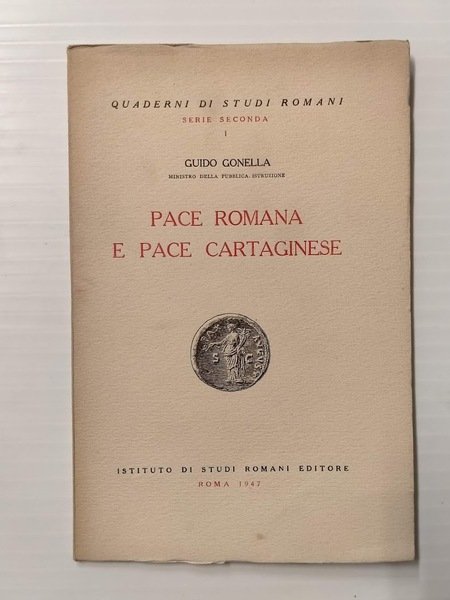 QUADERNI DI STUDI ROMANI
SERIE SECONDA
I
GUIDO GONELLA
MINISTRO DELLA PUBBLICA ISTRUZIONE
PACE ROMANA
E PACE CARTAGINESE
S C
ISTITUTO DI STUDI ROMANI EDITORE
ROMA 1947